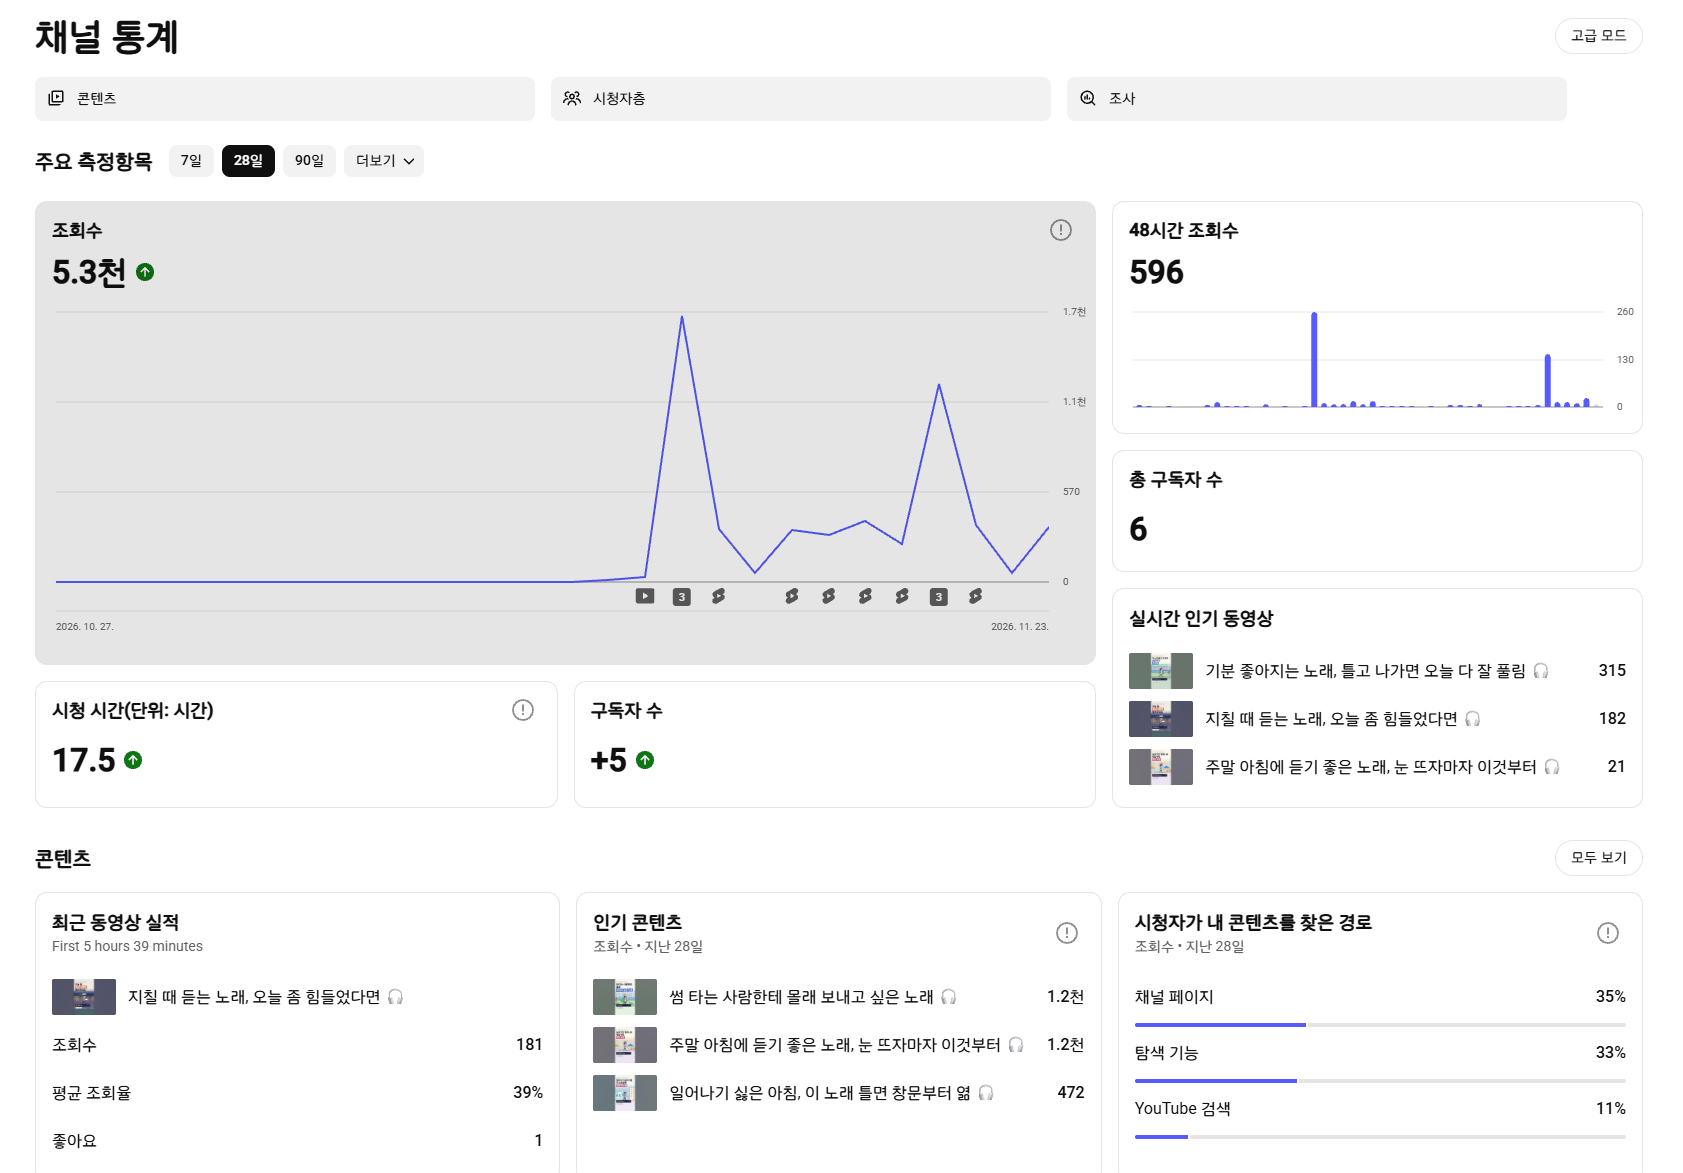 채널 통계
고급 모드
콘텐츠
시청자층
조사
주요 측정항목
7일
28일
90일
더보기
조회수
5.3천
1.7천
1.1천
570
0
3
3
2026. 10. 27.
2026. 11. 23.
48시간 조회수
596
260
130
0
총 구독자 수
6
실시간 인기 동영상
기분 좋아지는 노래, 틀고 나가면 오늘 다 잘 풀림 🎧 315
지칠 때 듣는 노래, 오늘 좀 힘들었다면 🎧 182
주말 아침에 듣기 좋은 노래, 눈 뜨자마자 이것부터 🎧 21
시청 시간(단위: 시간)
17.5
구독자 수
+5
콘텐츠
모두 보기
최근 동영상 실적
First 5 hours 39 minutes
지칠 때 듣는 노래, 오늘 좀 힘들었다면 🎧
조회수 181
평균 조회율 39%
좋아요 1
인기 콘텐츠
조회수 • 지난 28일
썸 타는 사람한테 몰래 보내고 싶은 노래 🎧 1.2천
주말 아침에 듣기 좋은 노래, 눈 뜨자마자 이것부터 🎧 1.2천
일어나기 싫은 아침, 이 노래 틀면 창문부터 엶 🎧 472
시청자가 내 콘텐츠를 찾은 경로
조회수 • 지난 28일
채널 페이지 35%
탐색 기능 33%
YouTube 검색 11%